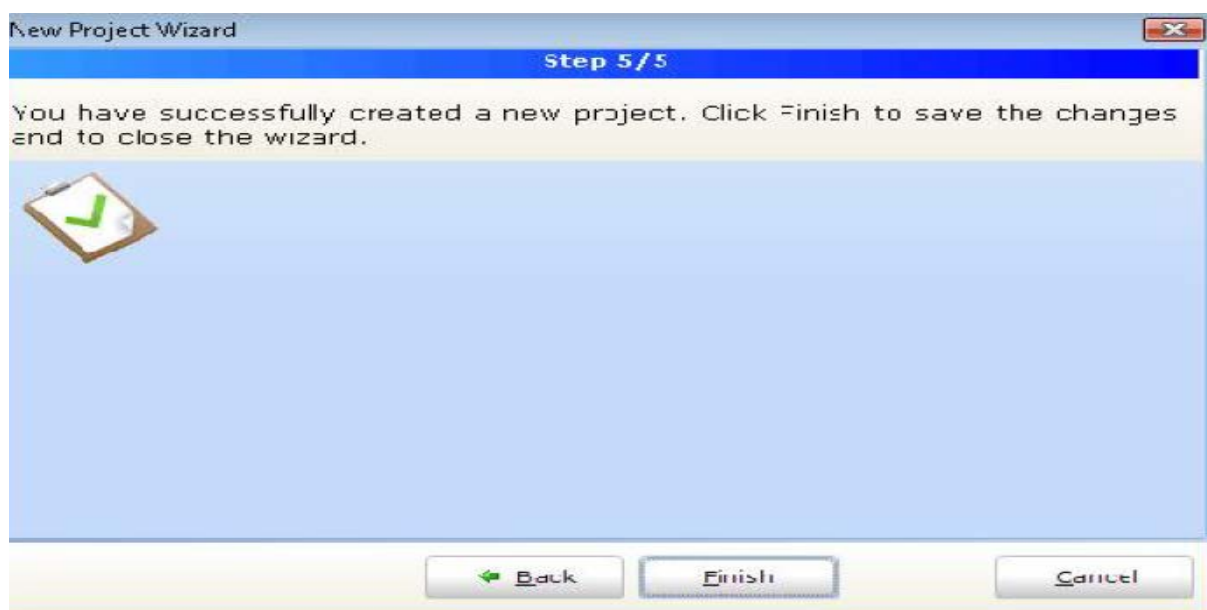 New Project Wizard
Step 5/5
You have successfully created a new project. Click Finish to save the changes
and to close the wizard.
Back
Finish
Cancel